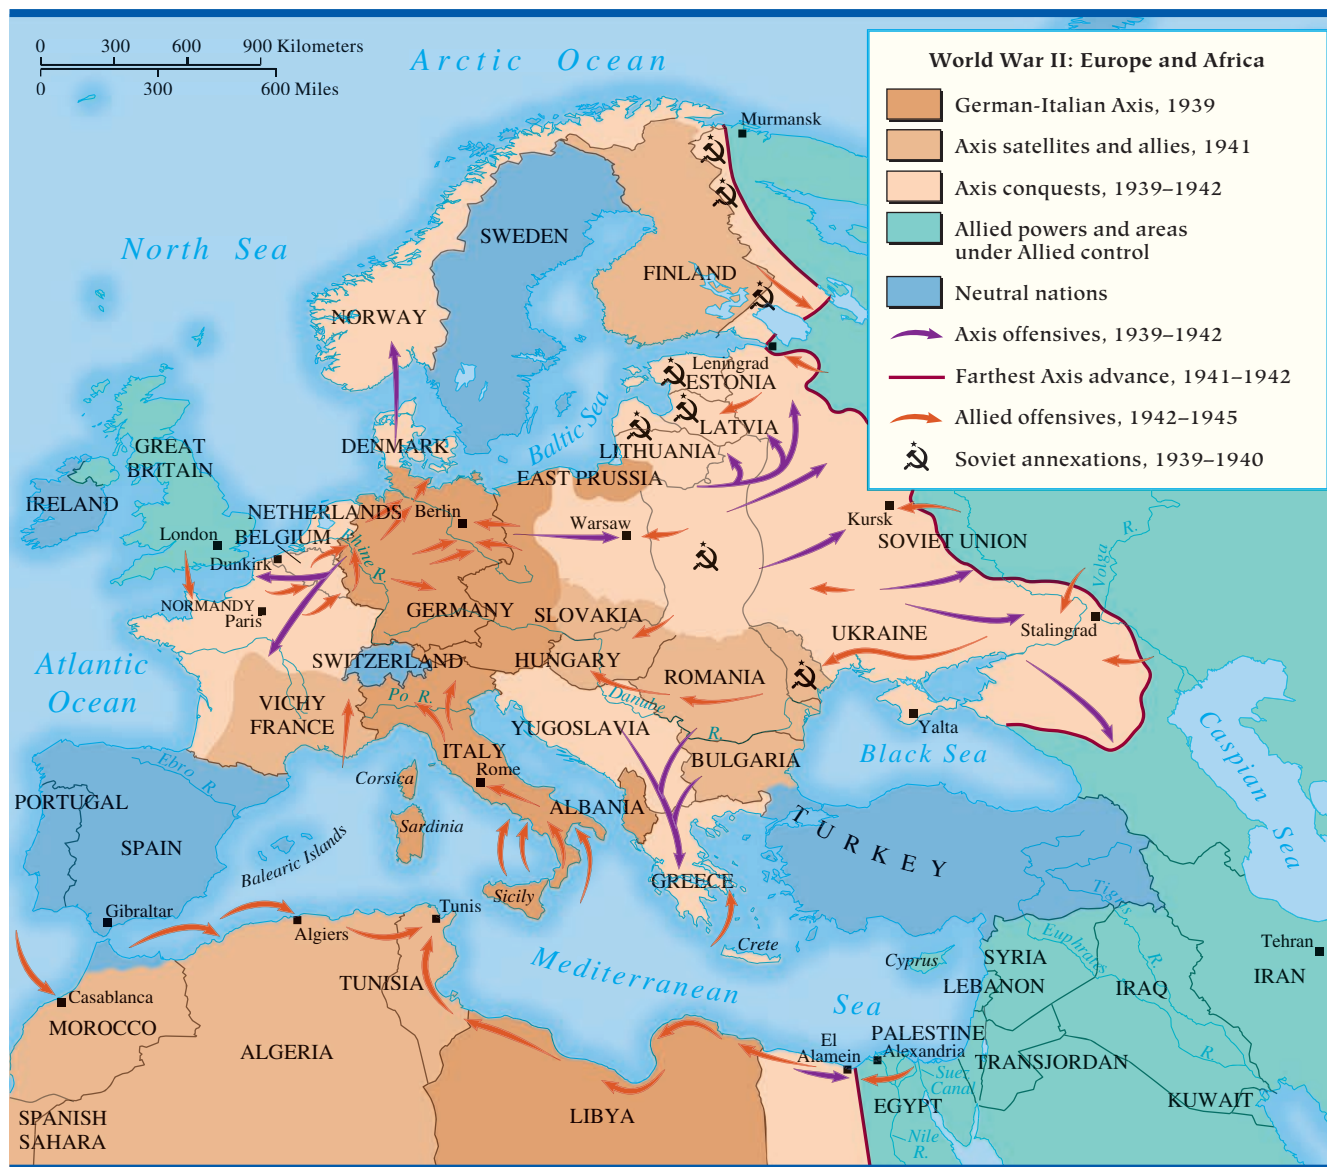 0 300 600 900 Kilometers
0 300 600 Miles
Arctic Ocean
World War II: Europe and Africa
German-Italian Axis, 1939
Axis satellites and allies, 1941
Axis conquests, 1939–1942
Allied powers and areas
under Allied control
Neutral nations
Axis offensives, 1939–1942
Farthest Axis advance, 1941–1942
Allied offensives, 1942–1945
Soviet annexations, 1939–1940
Murmansk
North Sea
SWEDEN
FINLAND
NORWAY
Leningrad
ESTONIA
Baltic Sea
LATVIA
LITHUANIA
DENMARK
GREAT
BRITAIN
EAST PRUSSIA
IRELAND
NETHERLANDS
Berlin
Warsaw
Kursk
London
BELGIUM
SOVIET UNION
Volga R.
Dunkirk
Rhine R.
NORMANDY
Paris
GERMANY
SLOVAKIA
Stalingrad
UKRAINE
Atlantic
Ocean
SWITZERLAND
HUNGARY
ROMANIA
Po R.
Danube R.
VICHY
FRANCE
YUGOSLAVIA
Yalta
Black Sea
Caspian Sea
ITALY
BULGARIA
Ebro R.
Corsica
Rome
PORTUGAL
ALBANIA
Sardinia
TURKEY
SPAIN
Balearic Islands
GREECE
Sicily
Tigris R.
Gibraltar
Tunis
Algiers
Crete
Euphrates R.
Tehran
Cyprus
SYRIA
Mediterranean Sea
IRAN
TUNISIA
LEBANON
IRAQ
Casablanca
MOROCCO
PALESTINE
El
Alamein
Alexandria
ALGERIA
TRANSJORDAN
Suez
Canal
KUWAIT
EGYPT
SPANISH
SAHARA
LIBYA
Nile
R.